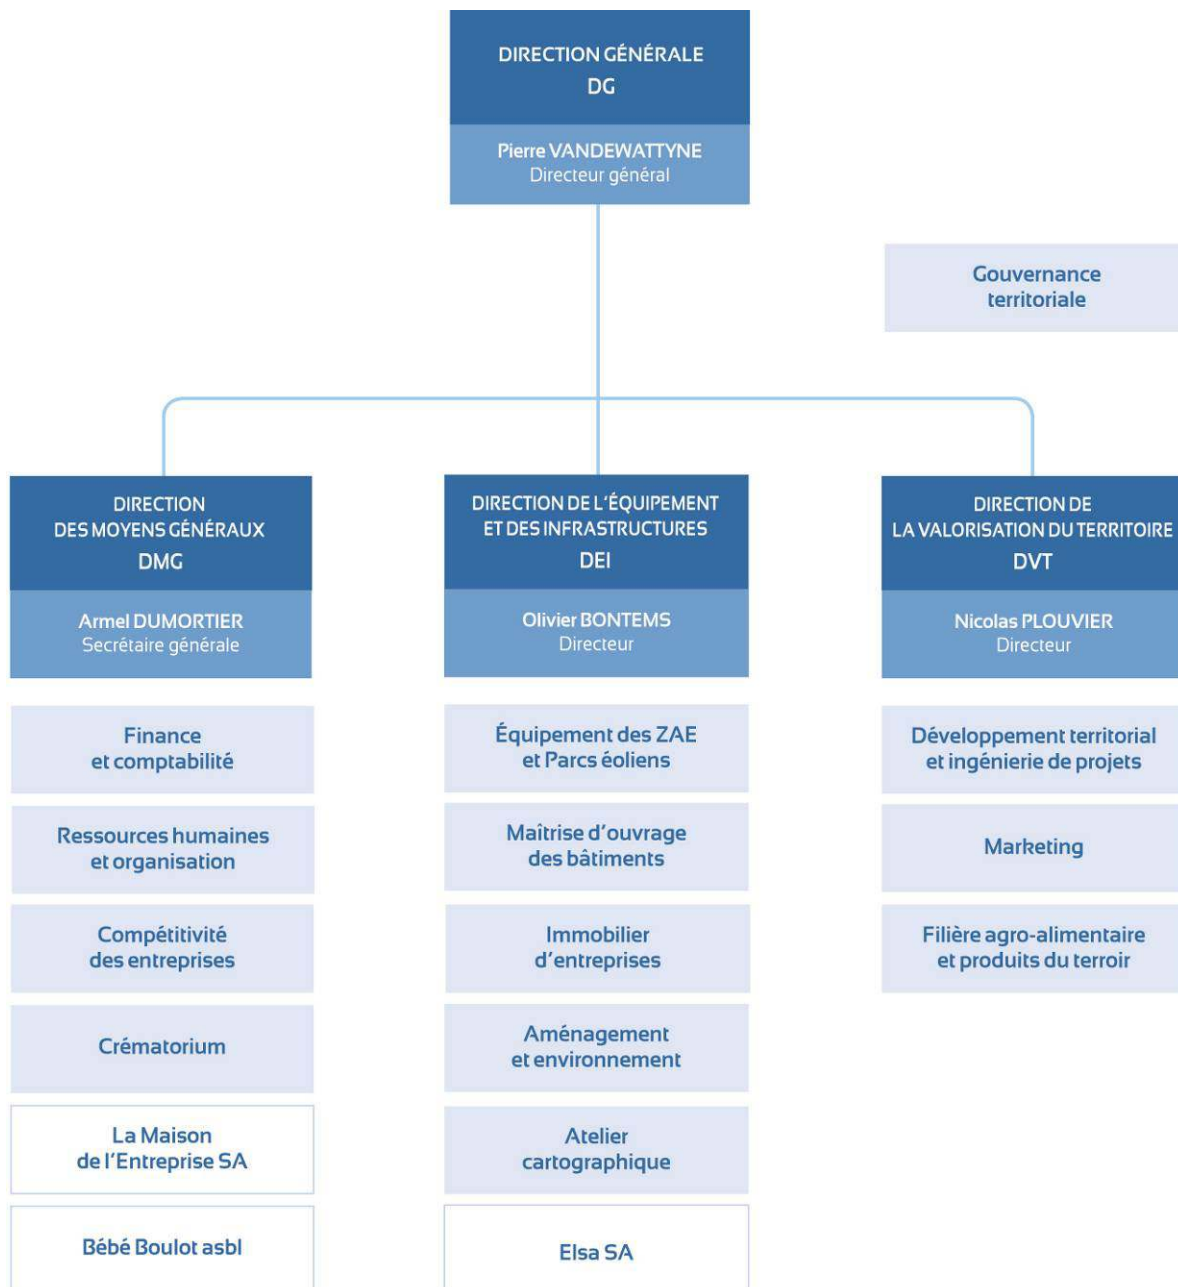 DIRECTION GÉNÉRALE
DG
Pierre VANDEWATTYNE
Directeur général
Gouvernance
territoriale
DIRECTION
DES MOYENS GÉNÉRAUX
DMG
Armel DUMORTIER
Secrétaire générale
Finance
et comptabilité
Ressources humaines
et organisation
Compétitivité
des entreprises
Crématorium
La Maison
de l'Entreprise SA
Bébé Boulot asbl
DIRECTION DE L'ÉQUIPEMENT
ET DES INFRASTRUCTURES
DEI
Olivier BONTEMS
Directeur
Équipement des ZAE
et Parcs éoliens
Maîtrise d'ouvrage
des bâtiments
Immobilier
d'entreprises
Aménagement
et environnement
Atelier
cartographique
Elsa SA
DIRECTION DE
LA VALORISATION DU TERRITOIRE
DVT
Nicolas PLOUVIER
Directeur
Développement territorial
et ingénierie de projets
Marketing
Filière agro-alimentaire
et produits du terroir